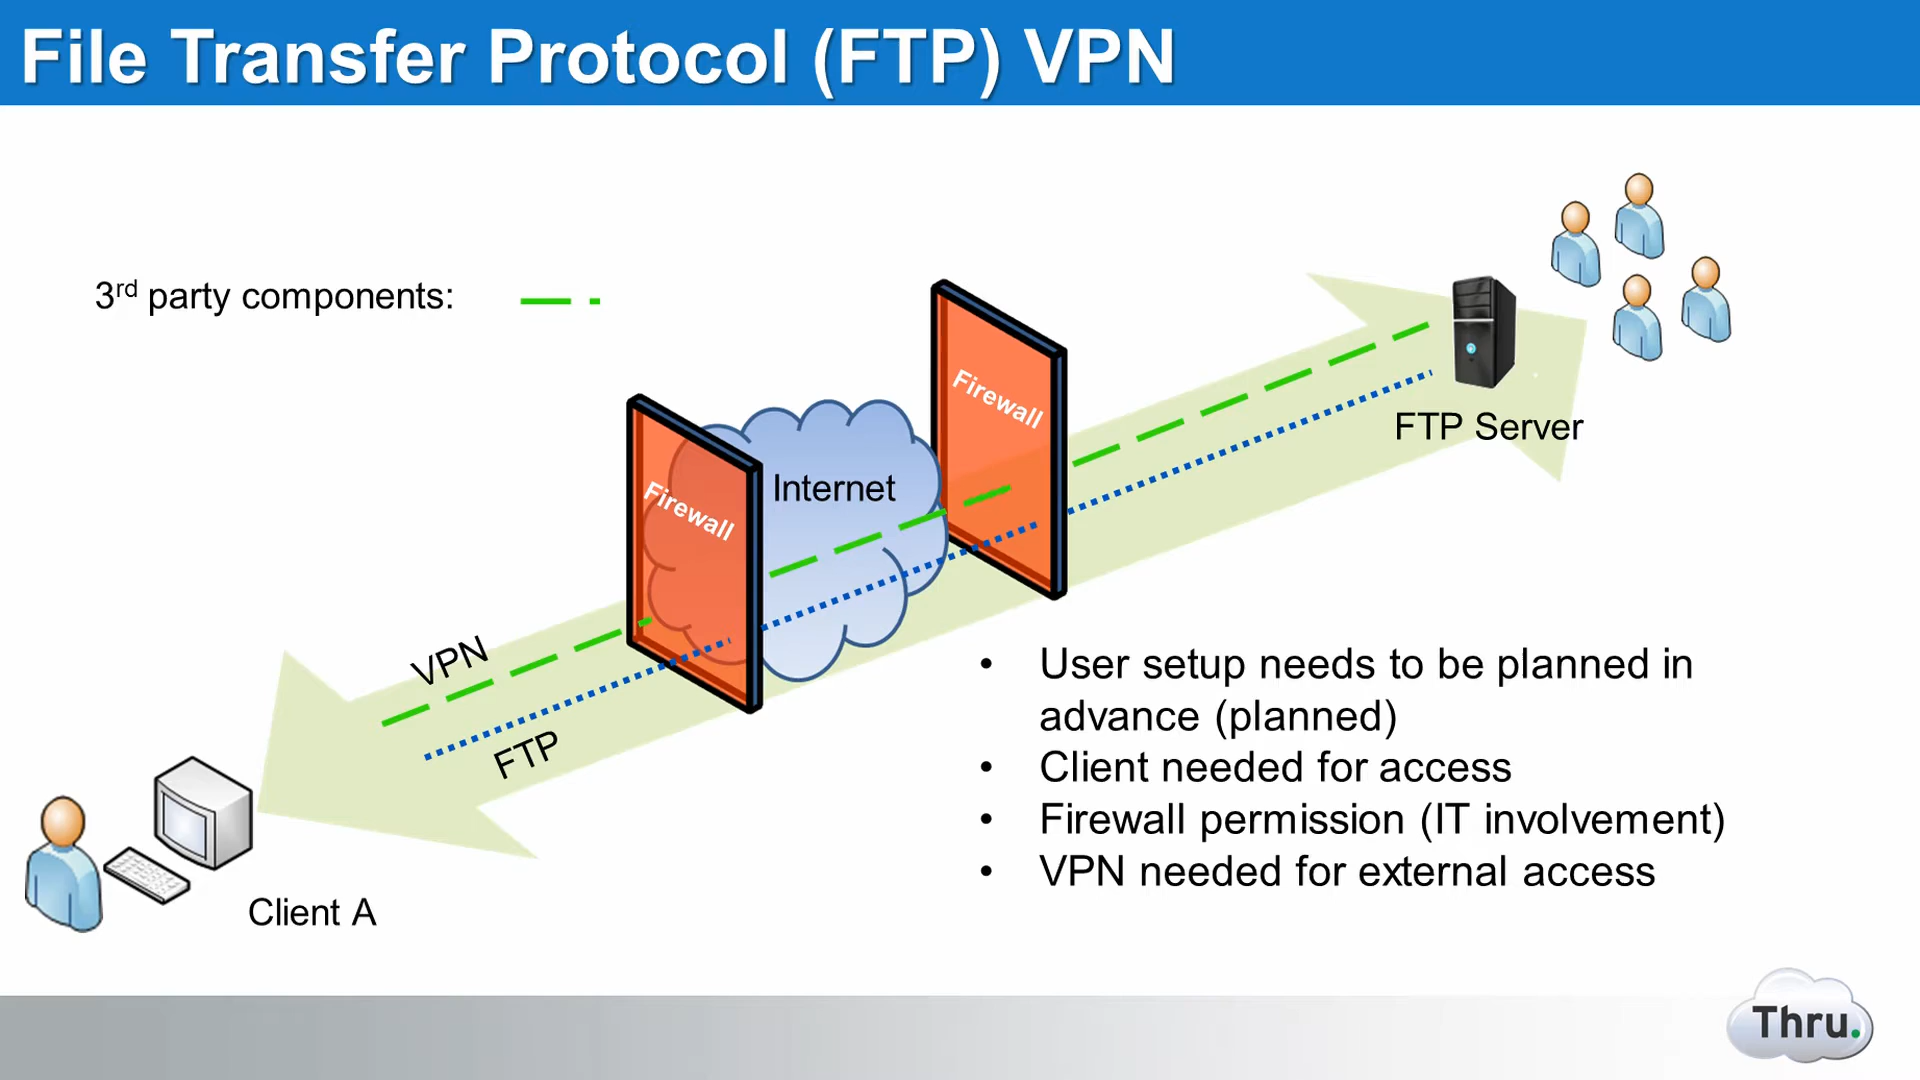 File Transfer Protocol (FTP) VPN
3rd party components:
Firewall
Firewall
Internet
FTP Server
VPN
FTP
Client A
• User setup needs to be planned in
advance (planned)
• Client needed for access
• Firewall permission (IT involvement)
• VPN needed for external access
Thru.